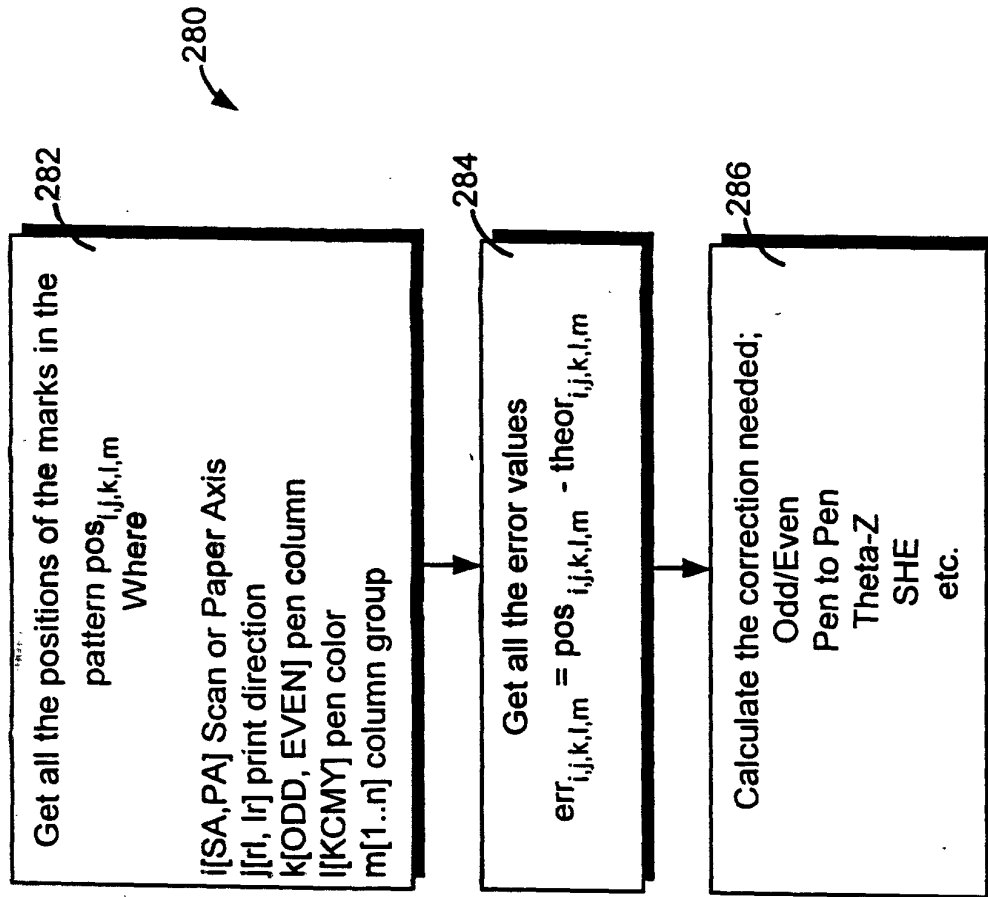 280
282
Get all the positions of the marks in the
pattern pos i,j,k,l,m
Where
i[SA,PA] Scan or Paper Axis
j[rl, lr] print direction
k[ODD, EVEN] pen column
l[KCMY] pen color
m[1..n] column group
284
Get all the error values
err i,j,k,l,m = pos i,j,k,l,m - theor i,j,k,l,m
286
Calculate the correction needed;
Odd/Even
Pen to Pen
Theta-Z
SHE
etc.